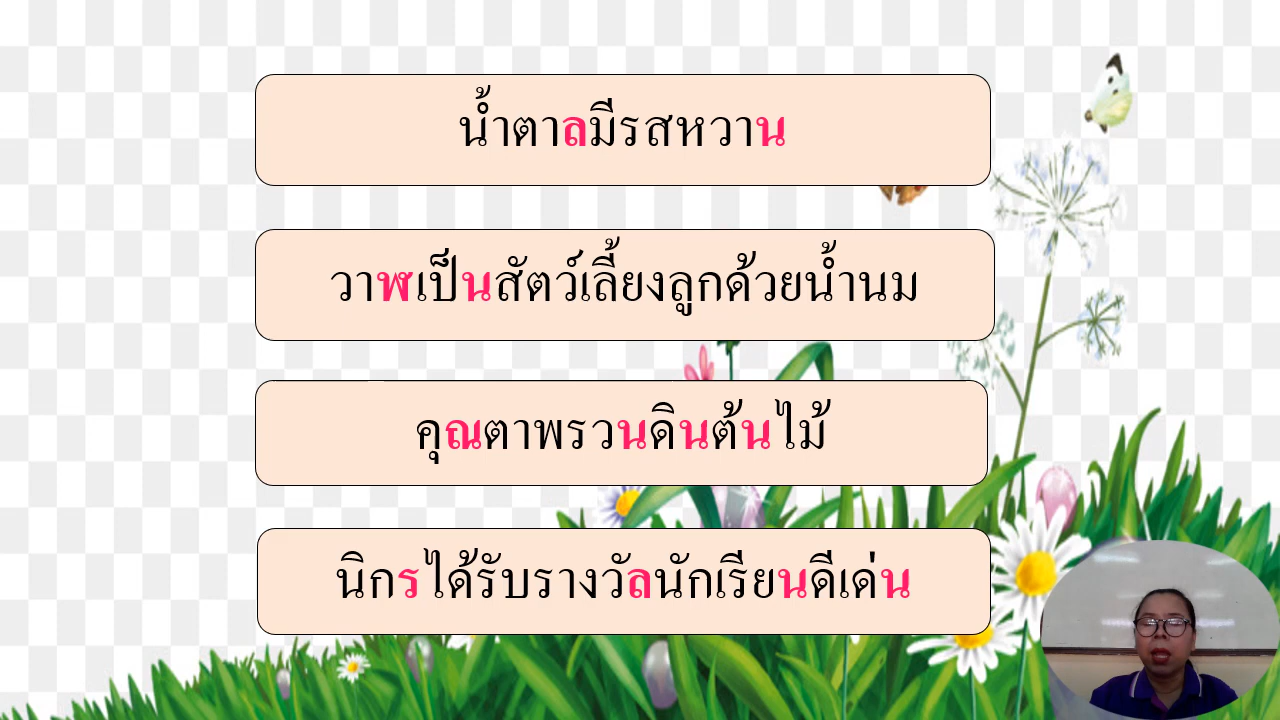 น้ำตาลมีรสหวาน
วาฬเป็นสัตว์เลี้ยงลูกด้วยน้ำนม
คุณตาพรวนดินต้นไม้
นิกรได้รับรางวัลนักเรียนดีเด่น